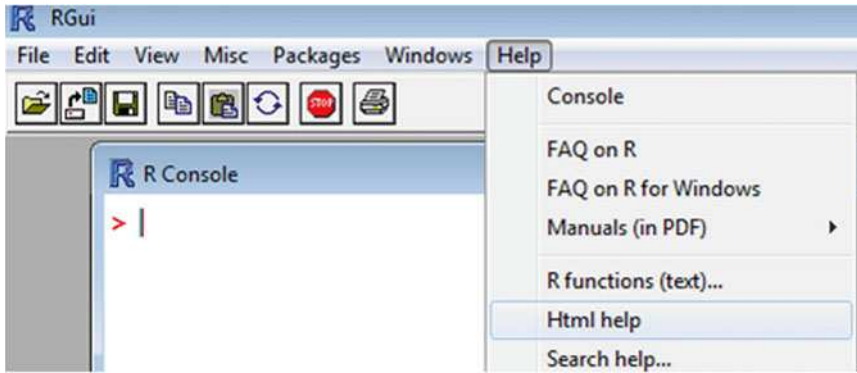 R RGui
File Edit View Misc Packages Windows Help
STOP
Console
FAQ on R
FAQ on R for Windows
Manuals (in PDF)
R functions (text)...
Html help
Search help...
R R Console
>